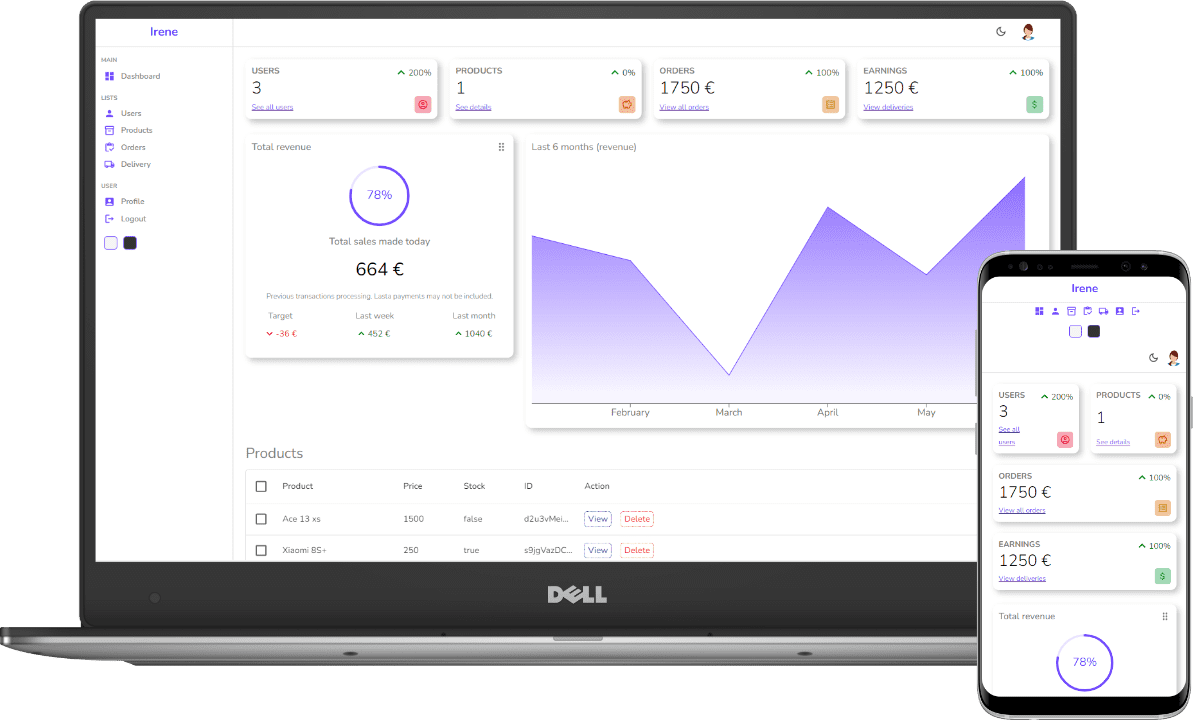 Irene
MAIN
Dashboard
LISTS
Users
Products
Orders
Delivery
USER
Profile
Logout
USERS
200%
3
See all users
PRODUCTS
0%
1
See details
ORDERS
100%
1750 €
View all orders
EARNINGS
100%
1250 €
View deliveries
$
Total revenue
78%
Total sales made today
664 €
Previous transactions processing. Lasta payments may not be included.
Target Last week Last month
-36 € 452 € 1040 €
Last 6 months (revenue)
February March April May
Products
Product Price Stock ID Action
Ace 13 xs 1500 false d2u3vMei... View Delete
Xiaomi 8S+ 250 true s9jgVazDC... View Delete
DELL
Irene
USERS
200%
3
See all
users
PRODUCTS
0%
1
See details
ORDERS
100%
1750 €
View all orders
EARNINGS
100%
1250 €
View deliveries
$
Total revenue
78%